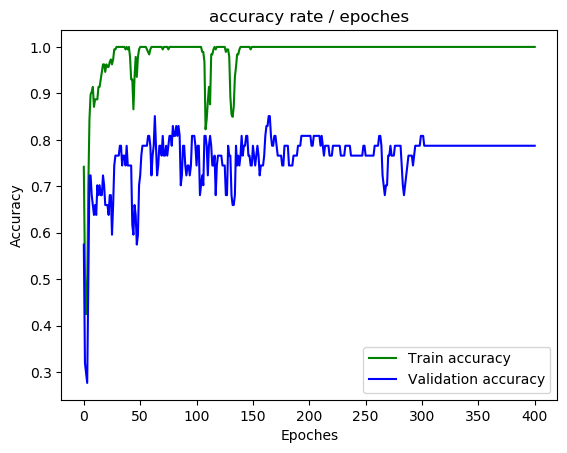 accuracy rate / epoches
1.0
0.9
0.8
0.7
0.6
0.5
0.4
0.3
Accuracy
0 50 100 150 200 250 300 350 400
Epoches
Train accuracy
Validation accuracy